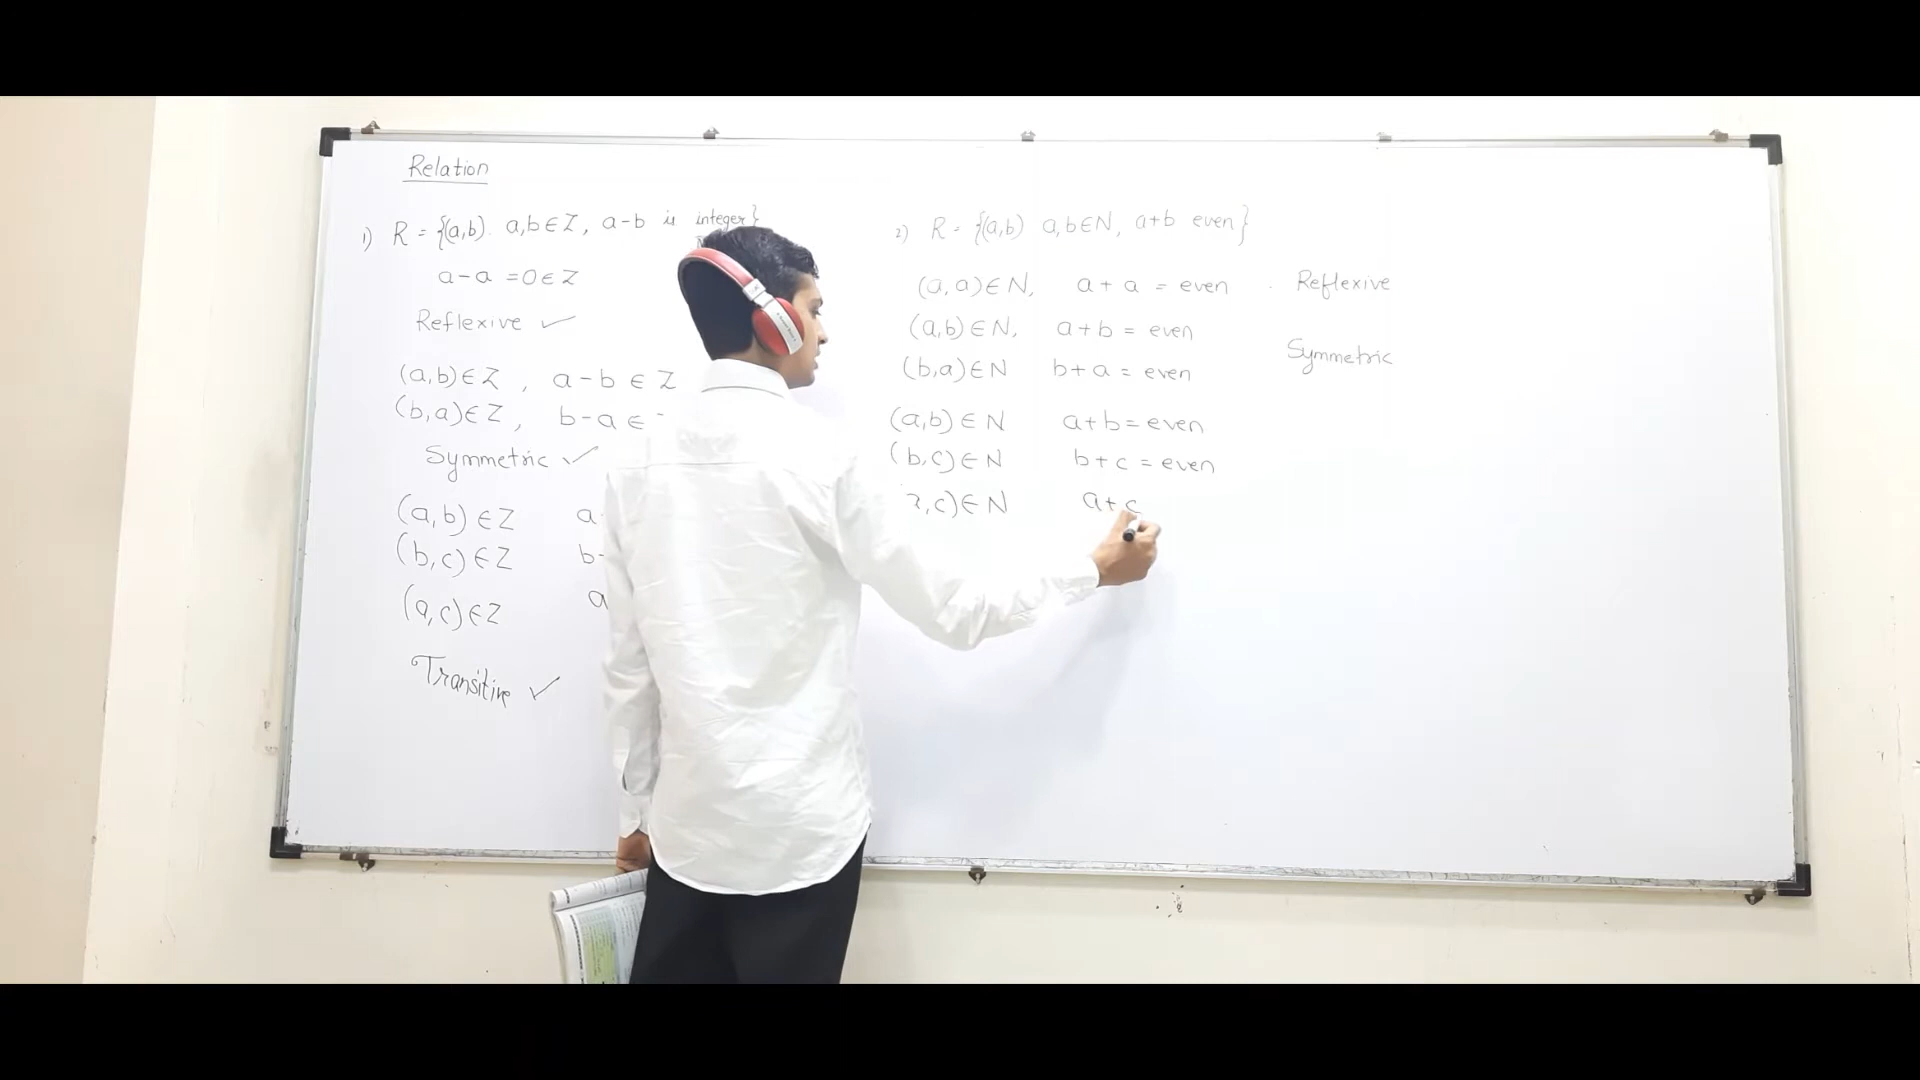 Relation
1) R = {(a,b). a,b∈Z, a-b is integer}
a-a =0∈Z
Reflexive ✓
(a,b)∈Z , a-b ∈ Z
(b,a)∈Z , b-a∈
Symmetric ✓
(a,b)∈Z a-
(b,c)∈Z b-
(a,c)∈Z a
Transitive ✓
2) R = {(a,b) a,b∈N, a+b even}
(a,a)∈N, a+a = even . Reflexive
(a,b)∈N, a+b = even
Symmetric
(b,a)∈N b+a = even
(a,b)∈N a+b = even
(b,c)∈N b+c = even
,c)∈N a+c